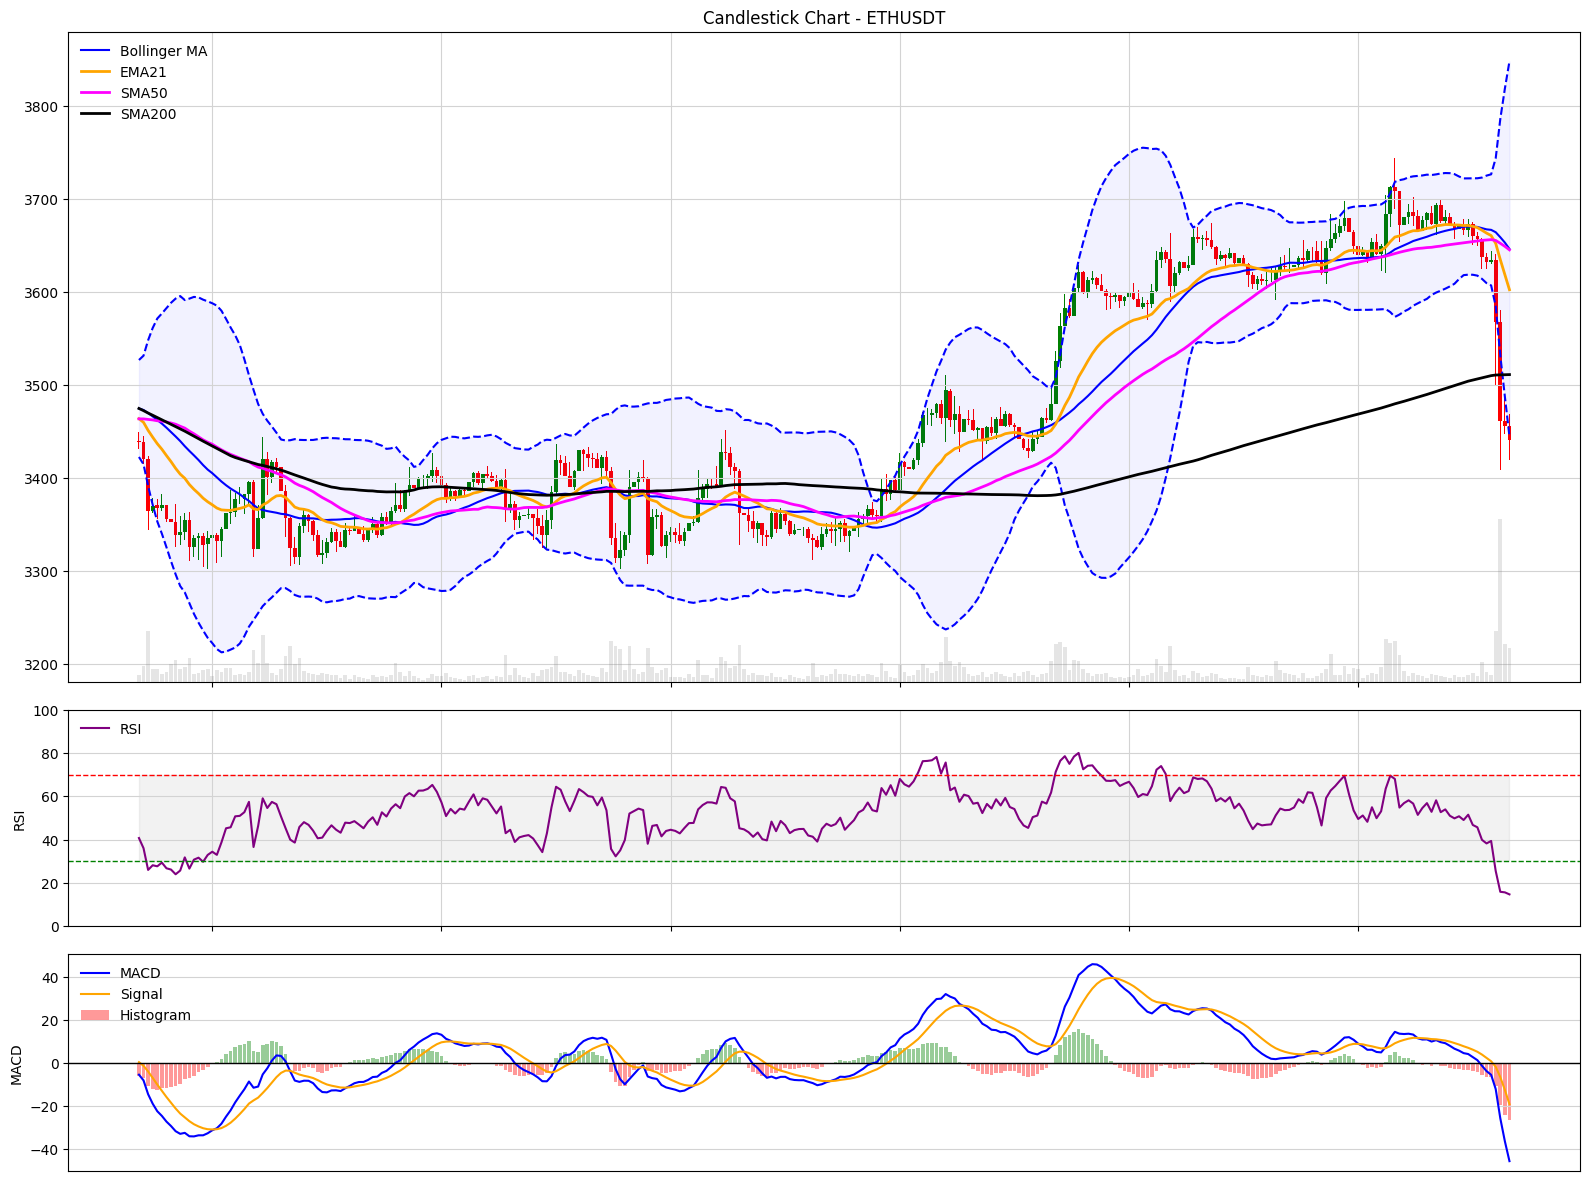 Candlestick Chart - ETHUSDT
Bollinger MA
EMA21
SMA50
SMA200
3800
3700
3600
3500
3400
3300
3200
RSI
RSI
100
80
60
40
20
0
MACD
Signal
Histogram
MACD
40
20
0
−20
−40